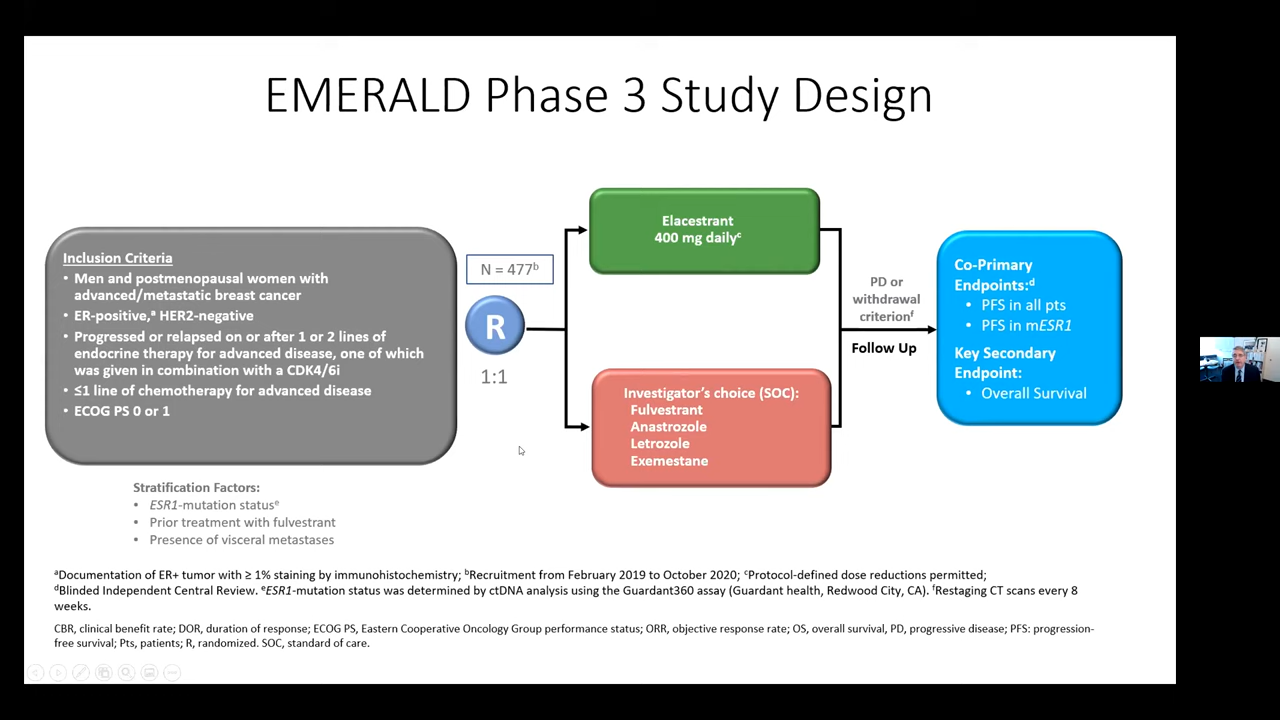 EMERALD Phase 3 Study Design
Inclusion Criteria
• Men and postmenopausal women with
advanced/metastatic breast cancer
• ER-positive,ᵃ HER2-negative
• Progressed or relapsed on or after 1 or 2 lines of
endocrine therapy for advanced disease, one of which
was given in combination with a CDK4/6i
• ≤1 line of chemotherapy for advanced disease
• ECOG PS 0 or 1
Stratification Factors:
• ESR1-mutation statusᵉ
• Prior treatment with fulvestrant
• Presence of visceral metastases
N = 477ᵇ
R
1:1
Elacestrant
400 mg dailyᶜ
Investigator's choice (SOC):
Fulvestrant
Anastrozole
Letrozole
Exemestane
PD or
withdrawal
criterionᶠ
Follow Up
Co-Primary
Endpoints:ᵈ
• PFS in all pts
• PFS in mESR1
Key Secondary
Endpoint:
• Overall Survival
ᵃDocumentation of ER+ tumor with ≥ 1% staining by immunohistochemistry; ᵇRecruitment from February 2019 to October 2020; ᶜProtocol-defined dose reductions permitted;
ᵈBlinded Independent Central Review. ᵉESR1-mutation status was determined by ctDNA analysis using the Guardant360 assay (Guardant health, Redwood City, CA). ᶠRestaging CT scans every 8
weeks.
CBR, clinical benefit rate; DOR, duration of response; ECOG PS, Eastern Cooperative Oncology Group performance status; ORR, objective response rate; OS, overall survival, PD, progressive disease; PFS: progression-
free survival; Pts, patients; R, randomized. SOC, standard of care.